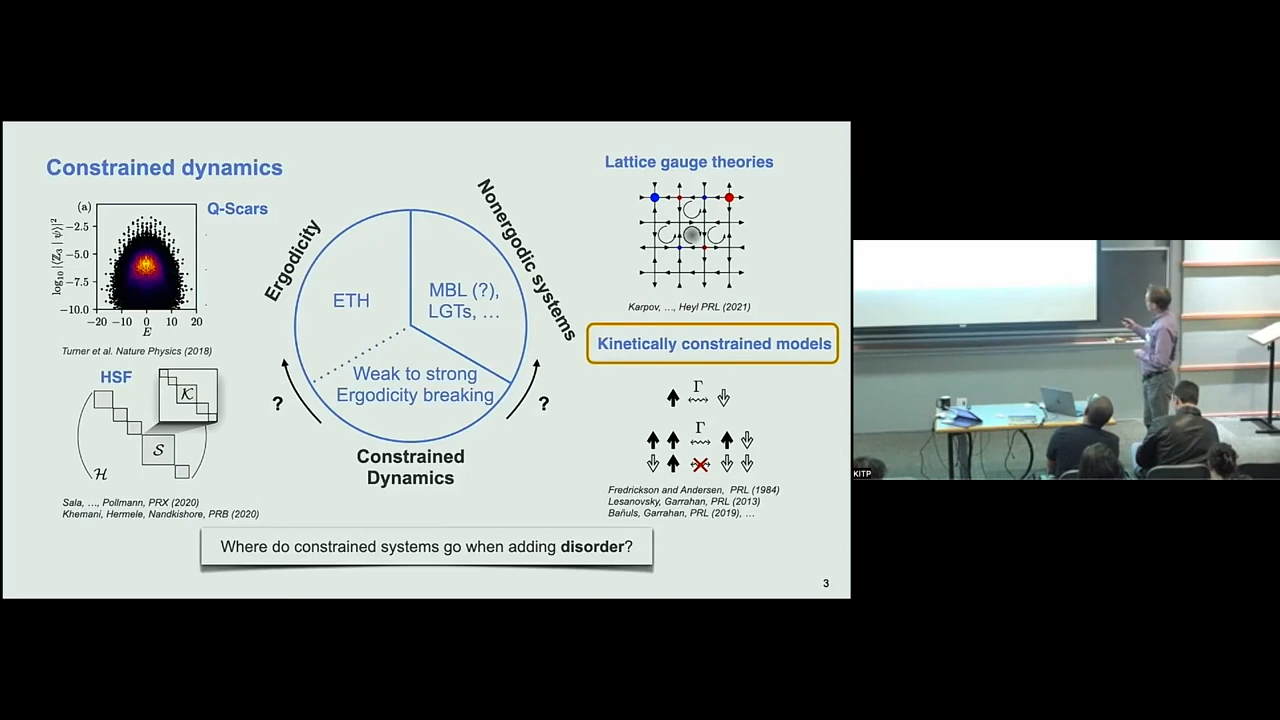 Constrained dynamics
(a)
Q-Scars
log₁₀ |⟨ℤ₃ | ψ⟩|²
−2.5
−5.0
−7.5
−10.0
−20 −10 0 10 20
E
Turner et al. Nature Physics (2018)
HSF
𝒦
𝒮
ℋ
Sala, ..., Pollmann, PRX (2020)
Khemani, Hermele, Nandkishore, PRB (2020)
Ergodicity
Nonergodic systems
ETH
MBL (?),
LGTs, ...
Weak to strong
Ergodicity breaking
?
?
Constrained
Dynamics
Lattice gauge theories
Karpov, ..., Heyl PRL (2021)
Kinetically constrained models
Γ
Γ
Fredrickson and Andersen, PRL (1984)
Lesanovsky, Garrahan, PRL (2013)
Bañuls, Garrahan, PRL (2019), ...
Where do constrained systems go when adding disorder?
3
KITP